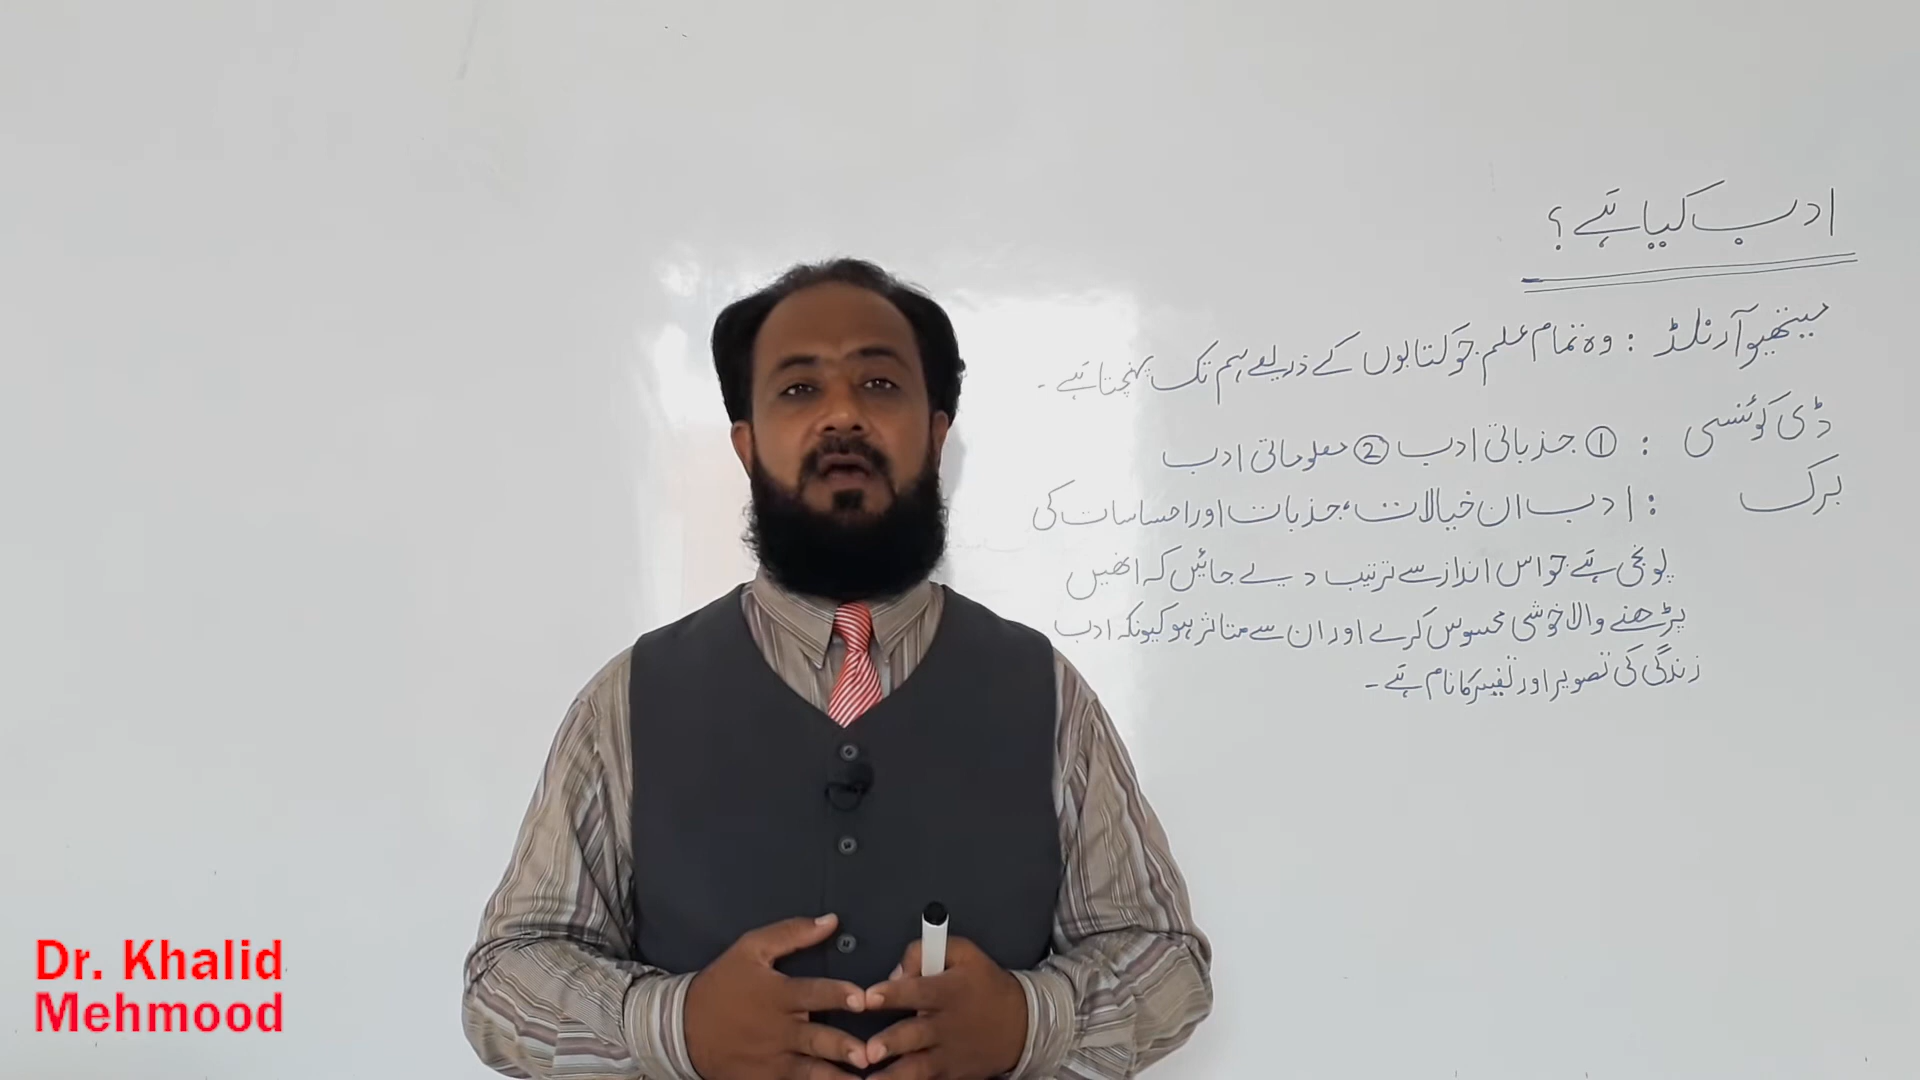 ادب کیا ہے ؟
میتھیو آرنلڈ : وہ تمام علم جو کتابوں کے ذریعے ہم تک پہنچتا ہے ۔
ڈی کوئنسی : ① جذباتی ادب ② معلوماتی ادب
برک : ادب ان خیالات، جذبات اور احساسات کی
پونجی ہے جو اس انداز سے ترتیب دیے جائیں کہ انھیں
پڑھنے والا خوشی محسوس کرے اور ان سے متاثر ہو کیونکہ ادب
زندگی کی تصویر اور تفسیر کا نام ہے ۔
Dr. Khalid
Mehmood